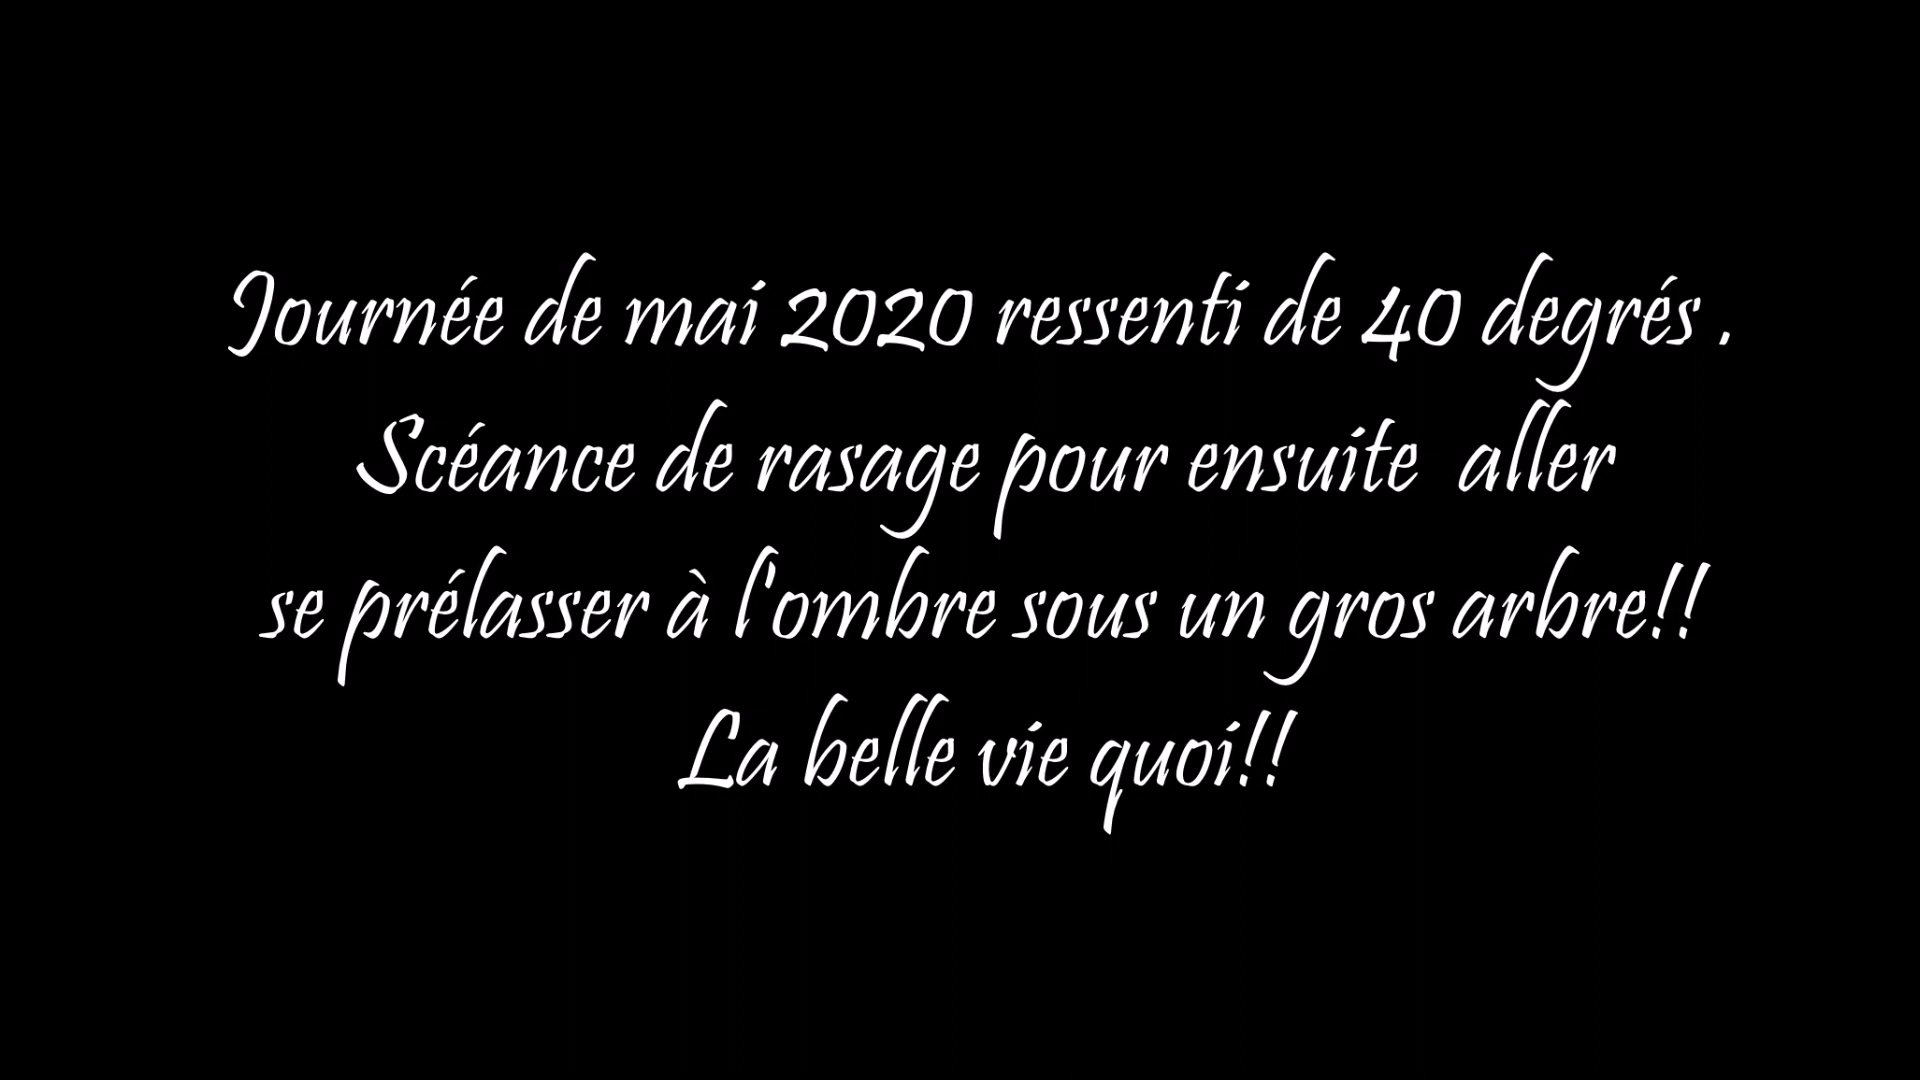 Journée de mai 2020 ressenti de 40 degrés .
Scéance de rasage pour ensuite  aller
se prélasser à l'ombre sous un gros arbre!!
La belle vie quoi!!